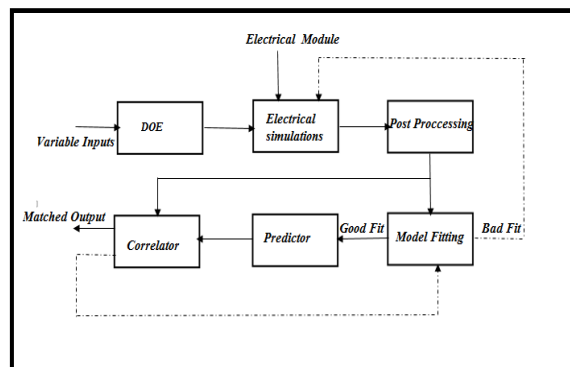 Electrical Module
DOE
Electrical
simulations
Post Proccessing
Variable Inputs
Matched Output
Correlator
Predictor
Good Fit
Model Fitting
Bad Fit